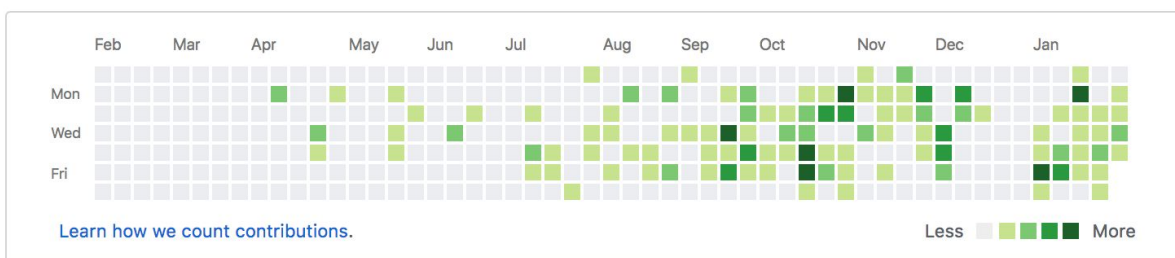 Feb Mar Apr May Jun Jul Aug Sep Oct Nov Dec Jan
Mon
Wed
Fri
Learn how we count contributions. Less More